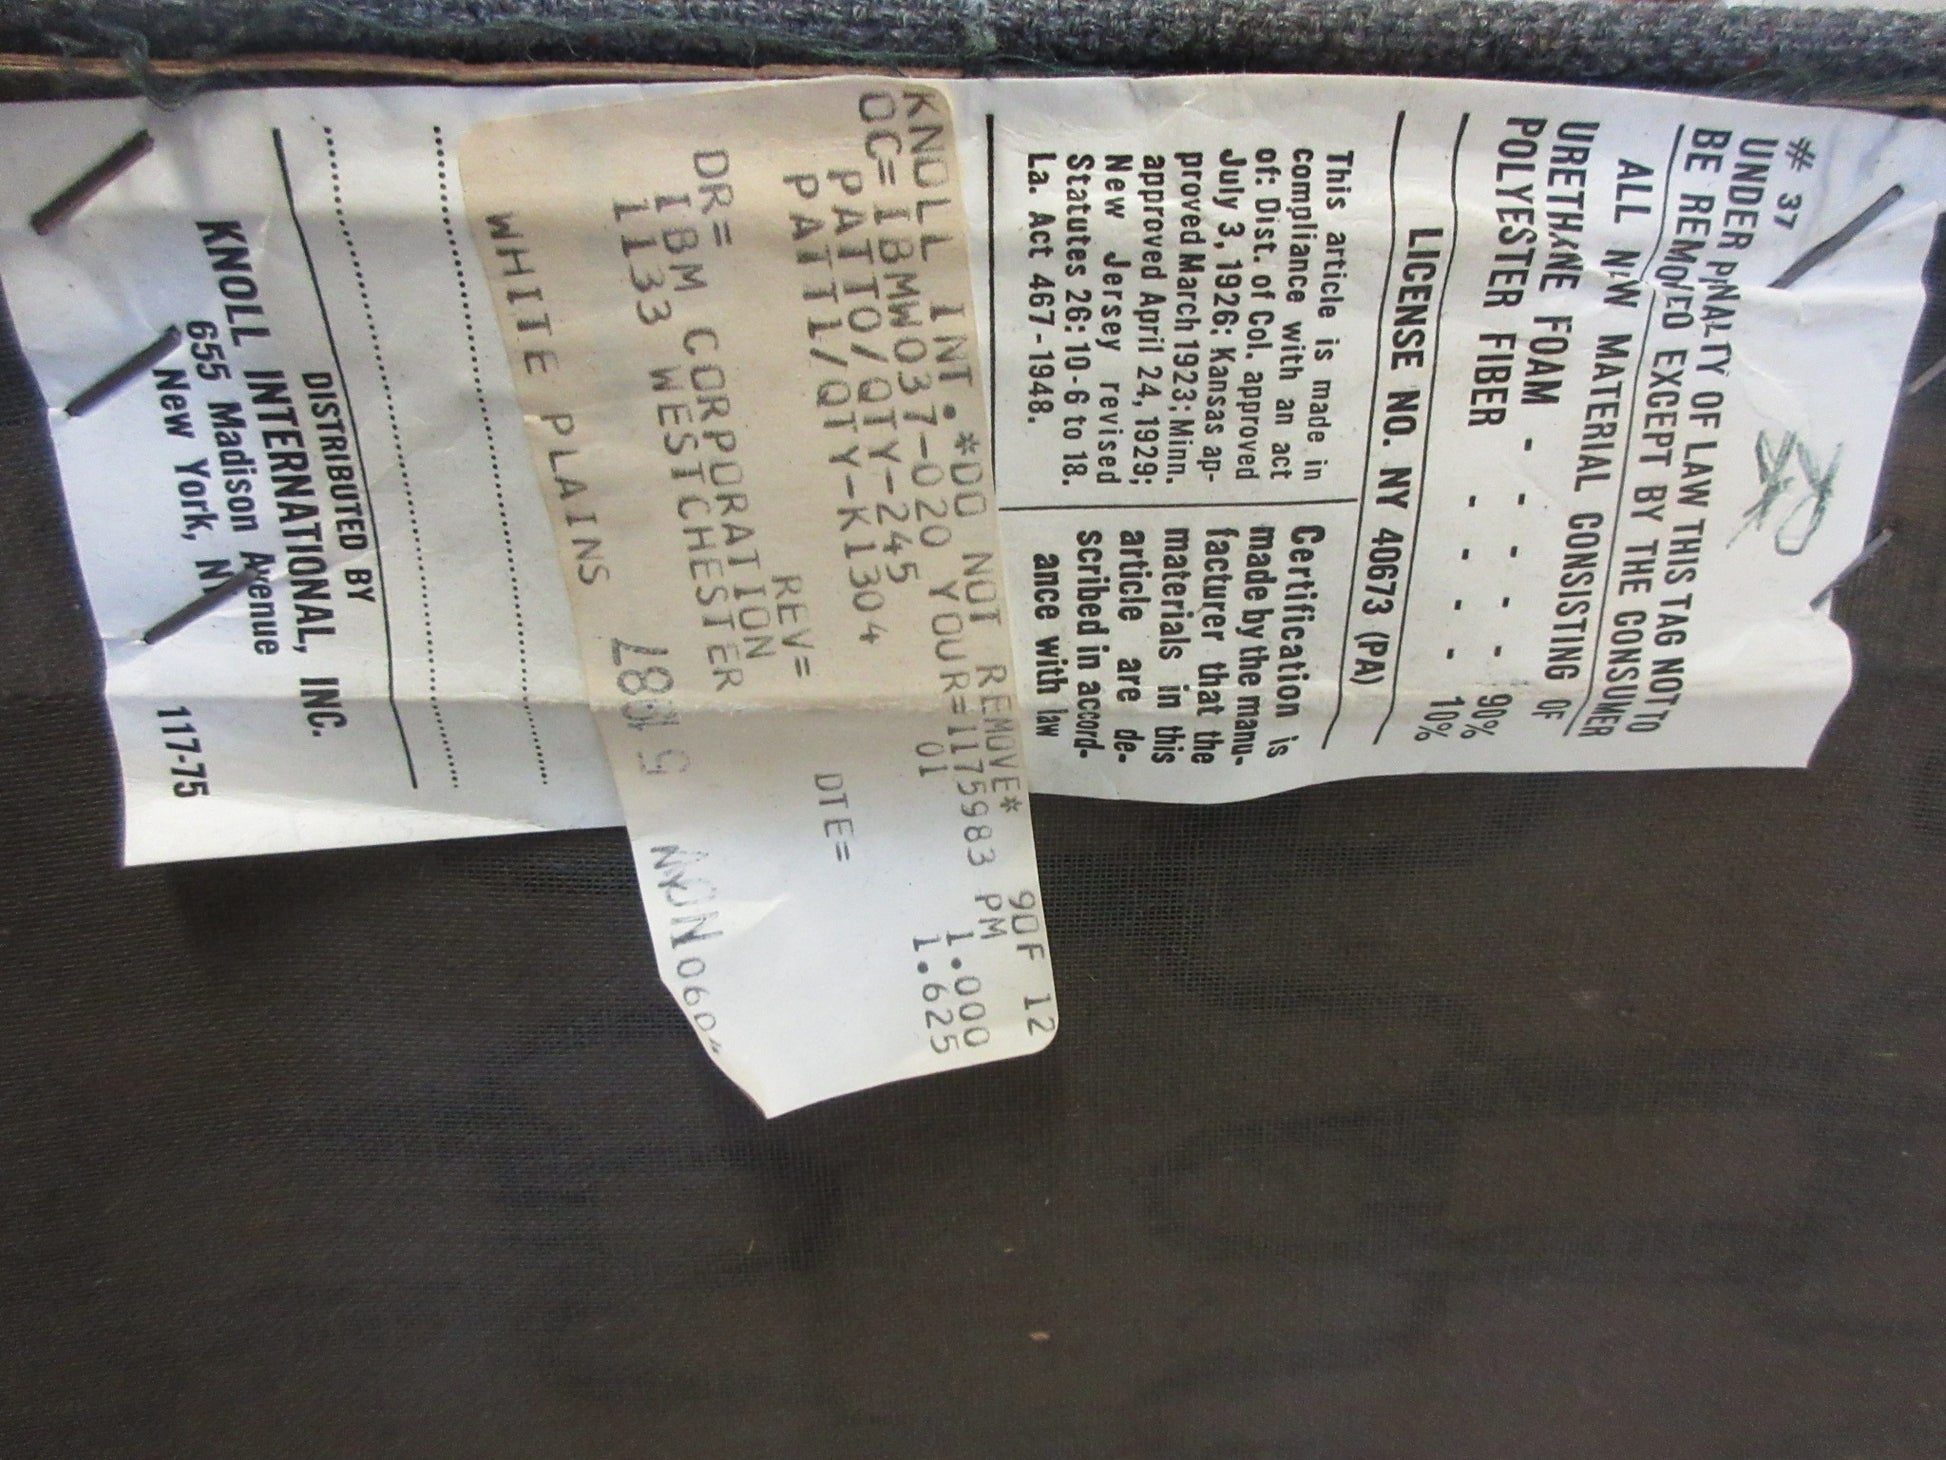 # 37
UNDER PENALTY OF LAW THIS TAG NOT TO
BE REMOVED EXCEPT BY THE CONSUMER
ALL NEW MATERIAL CONSISTING OF
URETHANE FOAM - - - - - 90%
POLYESTER FIBER - - - - 10%
LICENSE NO. NY 40673 (PA)
This article is made in
compliance with an act
of: Dist. of Col. approved
July 3, 1926; Kansas ap-
proved March 1923; Minn.
approved April 24, 1929;
New Jersey revised
Statutes 26: 10-6 to 18.
La. Act 467-1948.
Certification is
made by the manu-
facturer that the
materials in this
article are de-
scribed in accord-
ance with law
KNOLL INT. *DO NOT REMOVE* 90F 12
OC= IBMW037-020 YOUR=1175983 PM 1.000
PATTO/QTY-245 01 1.625
PATT1/QTY-K1304
REV= DTE=
DR= IBM CORPORATION
1133 WESTCHESTER
WHITE PLAINS
DISTRIBUTED BY
KNOLL INTERNATIONAL, INC.
655 Madison Avenue
New York,
117-75